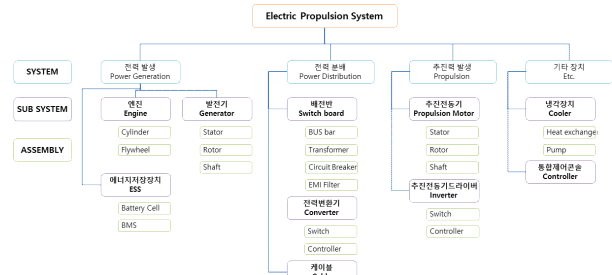 Electric Propulsion System
SYSTEM
SUB SYSTEM
ASSEMBLY
전력 발생
Power Generation
엔진
Engine
Cylinder
Flywheel
발전기
Generator
Stator
Rotor
Shaft
에너지저장장치
ESS
Battery Cell
BMS
전력 분배
Power Distribution
배전반
Switch board
BUS bar
Transformer
Circuit Breaker
EMI Filter
전력변환기
Converter
Switch
Controller
케이블
추진력 발생
Propulsion
추진전동기
Propulsion Motor
Stator
Rotor
Shaft
추진전동기드라이버
Inverter
Switch
Controller
기타 장치
Etc.
냉각장치
Cooler
Heat exchanger
Pump
통합제어콘솔
Controller